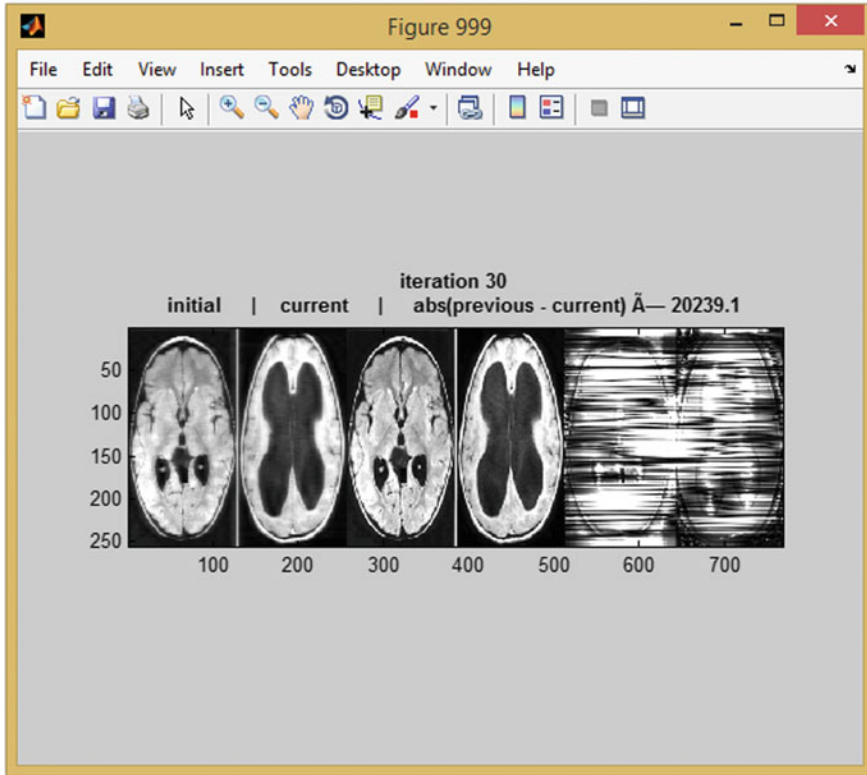 Figure 999
File Edit View Insert Tools Desktop Window Help
iteration 30
initial | current | abs(previous - current) Ã— 20239.1
50
100
150
200
250
100 200 300 400 500 600 700